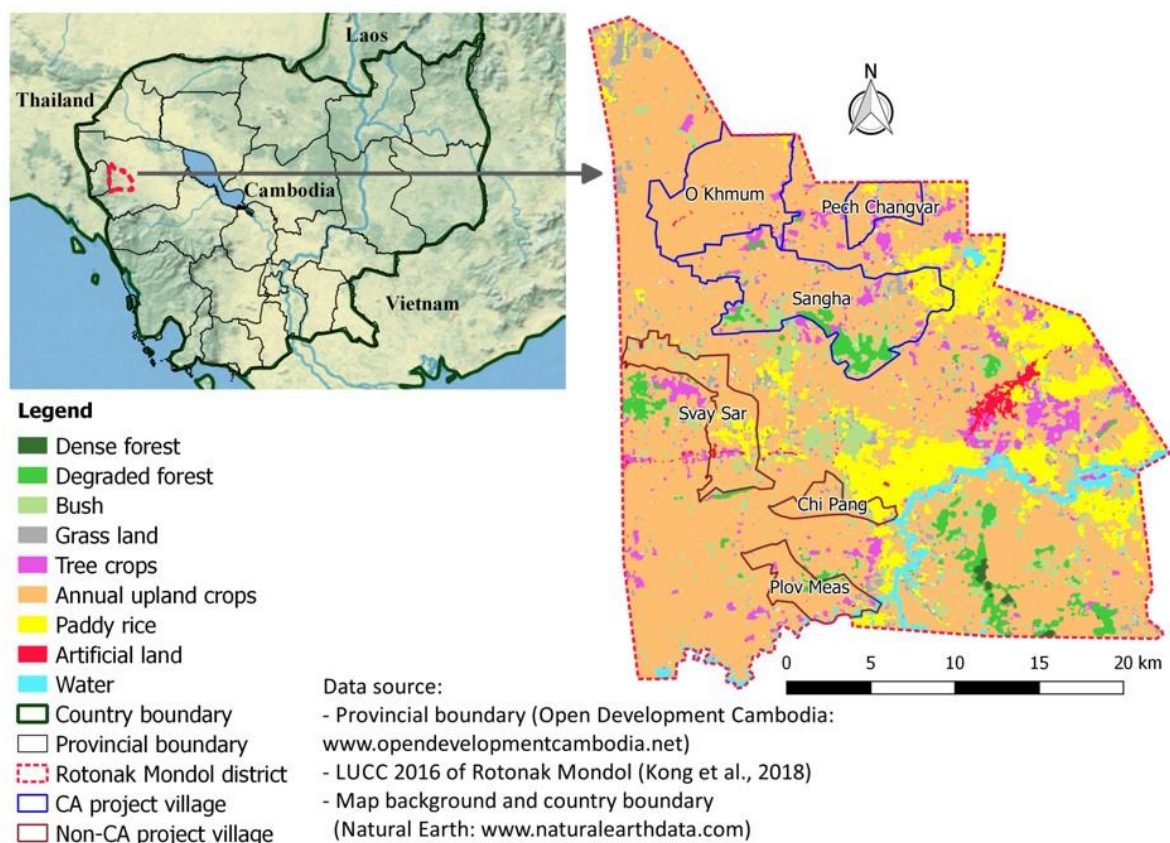 Laos
Thailand
Cambodia
Vietnam
N
O Khmum
Pech Changvar
Sangha
Svay Sar
Chi Pang
Plov Meas
0 5 10 15 20 km
Legend
Dense forest
Degraded forest
Bush
Grass land
Tree crops
Annual upland crops
Paddy rice
Artificial land
Water
Country boundary
Provincial boundary
Rotonak Mondol district
CA project village
Non-CA project village
Data source:
- Provincial boundary (Open Development Cambodia:
www.opendevelopmentcambodia.net)
- LUCC 2016 of Rotonak Mondol (Kong et al., 2018)
- Map background and country boundary
(Natural Earth: www.naturalearthdata.com)